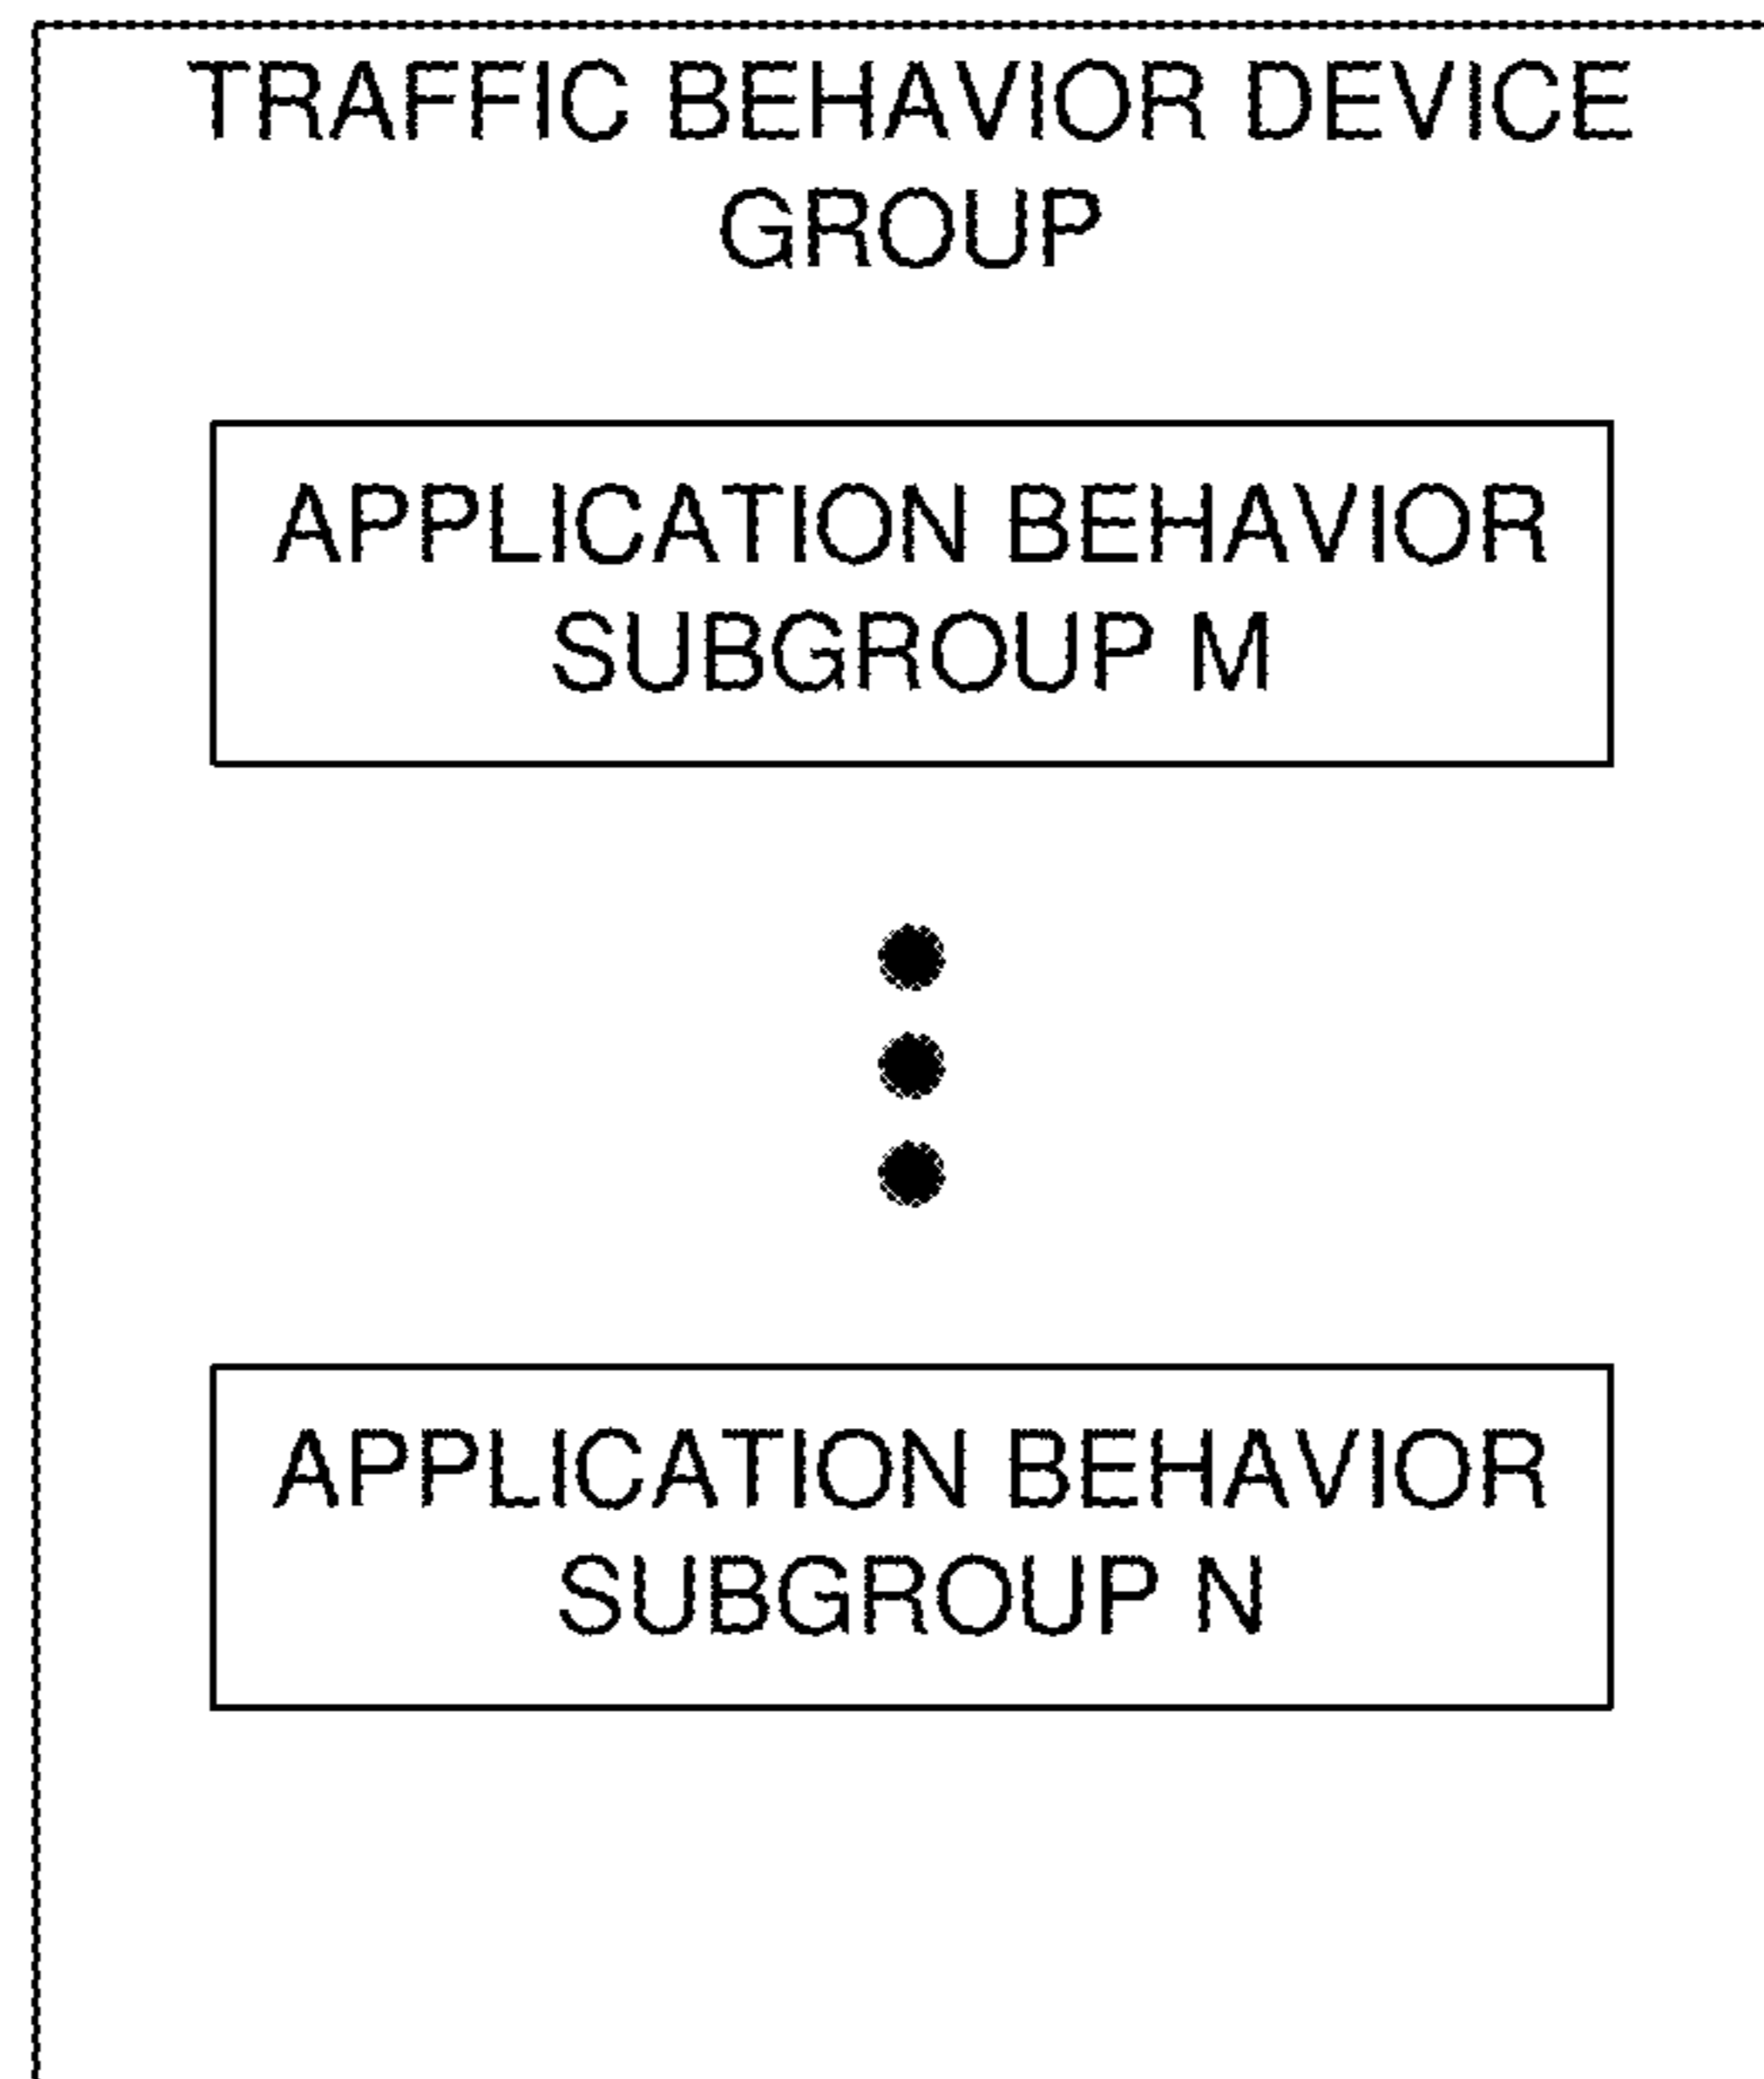 TRAFFIC BEHAVIOR DEVICE
GROUP
APPLICATION BEHAVIOR
SUBGROUP M
APPLICATION BEHAVIOR
SUBGROUP N